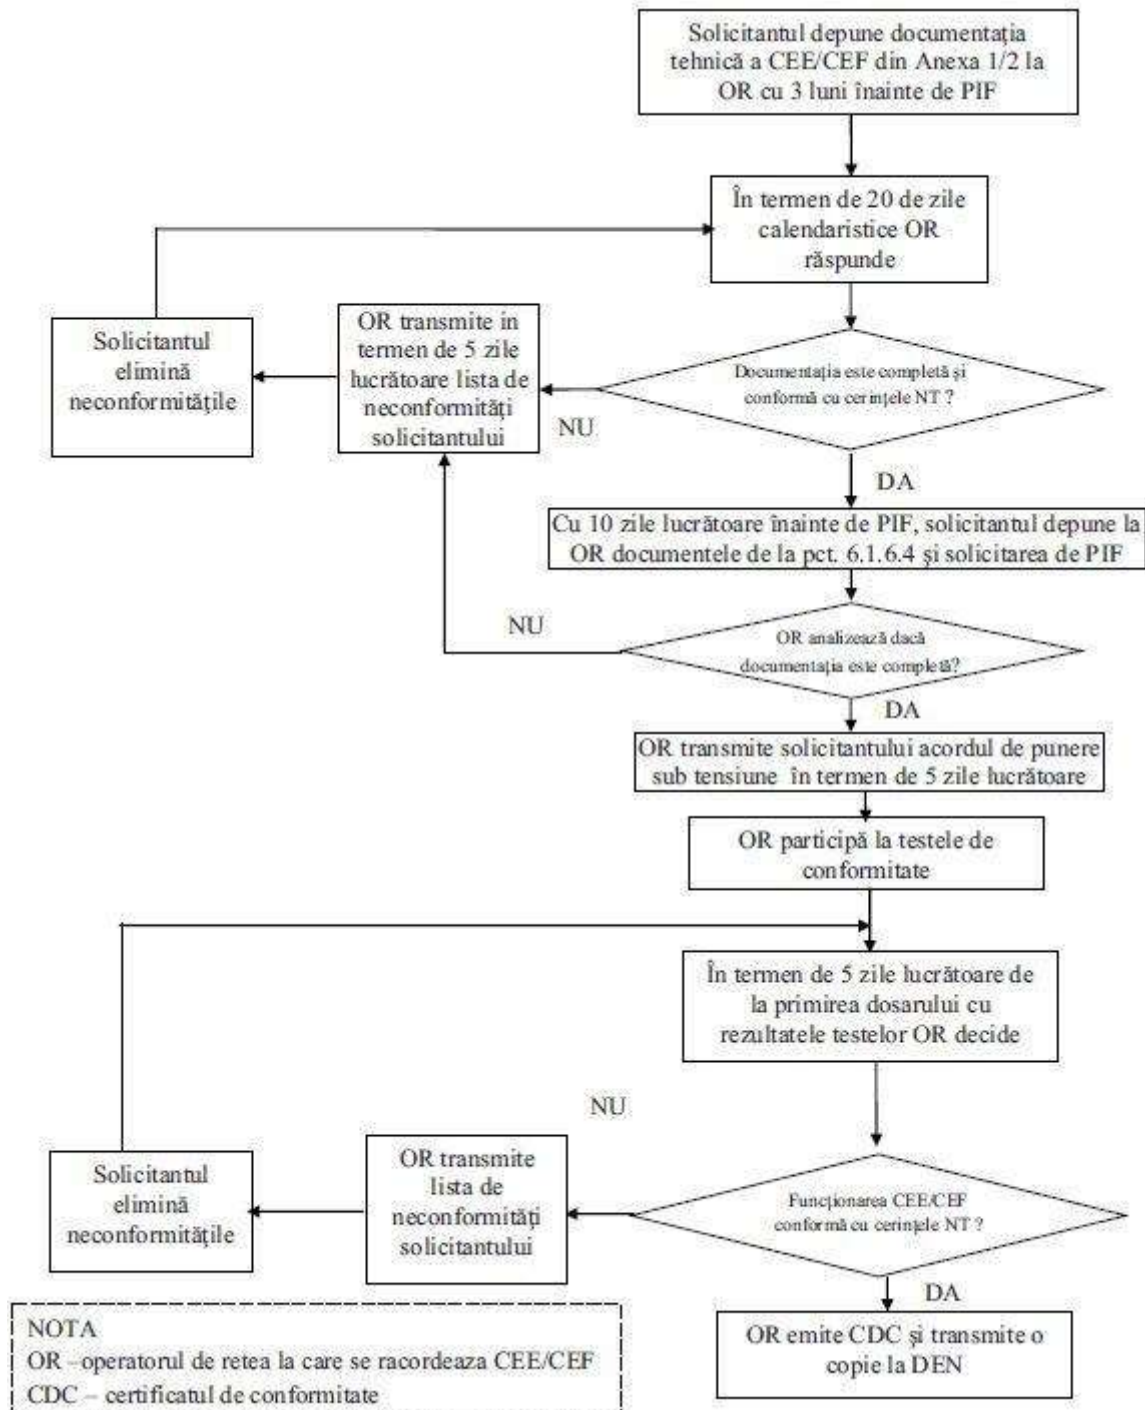 Solicitantul depune documentația
tehnică a CEE/CEF din Anexa 1/2 la
OR cu 3 luni înainte de PIF
În termen de 20 de zile
calendaristice OR
răspunde
Solicitantul
elimină
neconformitățile
OR transmite in
termen de 5 zile
lucrătoare lista de
neconformități
solicitantului
Documentația este completă și
conformă cu cerințele NT ?
NU
DA
Cu 10 zile lucrătoare înainte de PIF, solicitantul depune la
OR documentele de la pct. 6.1.6.4 și solicitarea de PIF
NU
OR analizează dacă
documentația este completă?
DA
OR transmite solicitantului acordul de punere
sub tensiune în termen de 5 zile lucrătoare
OR participă la testele de
conformitate
În termen de 5 zile lucrătoare de
la primirea dosarului cu
rezultatele testelor OR decide
NU
Solicitantul
elimină
neconformitățile
OR transmite
lista de
neconformități
solicitantului
Funcționarea CEE/CEF
conformă cu cerințele NT ?
DA
OR emite CDC și transmite o
copie la DEN
NOTA
OR –operatorul de retea la care se racordeaza CEE/CEF
CDC – certificatul de conformitate